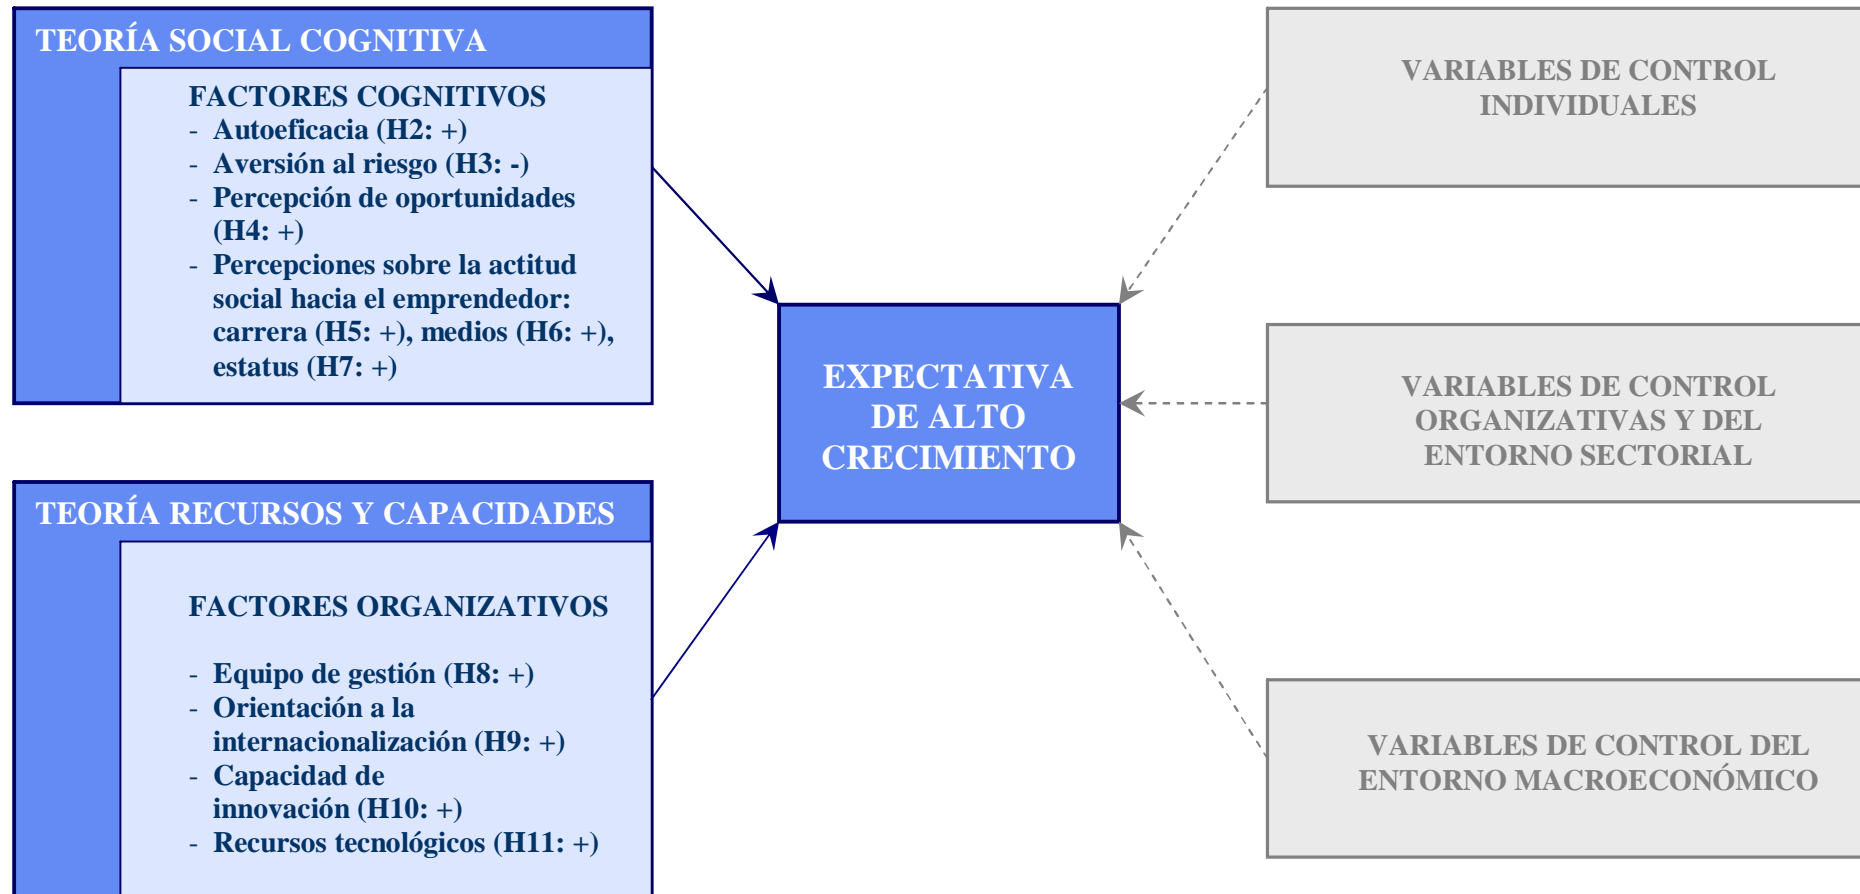 TEORÍA SOCIAL COGNITIVA
FACTORES COGNITIVOS
- Autoeficacia (H2: +)
- Aversión al riesgo (H3: -)
- Percepción de oportunidades
(H4: +)
- Percepciones sobre la actitud
social hacia el emprendedor:
carrera (H5: +), medios (H6: +),
estatus (H7: +)
TEORÍA RECURSOS Y CAPACIDADES
FACTORES ORGANIZATIVOS
- Equipo de gestión (H8: +)
- Orientación a la
internacionalización (H9: +)
- Capacidad de
innovación (H10: +)
- Recursos tecnológicos (H11: +)
EXPECTATIVA
DE ALTO
CRECIMIENTO
VARIABLES DE CONTROL
INDIVIDUALES
VARIABLES DE CONTROL
ORGANIZATIVAS Y DEL
ENTORNO SECTORIAL
VARIABLES DE CONTROL DEL
ENTORNO MACROECONÓMICO